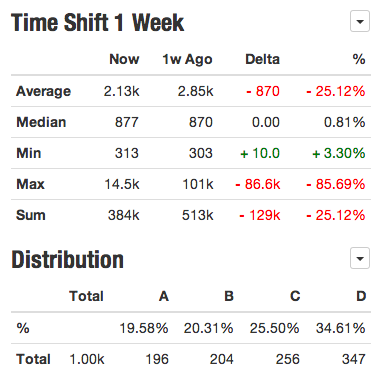 Time Shift 1 Week
Now 1w Ago Delta %
Average 2.13k 2.85k - 870 - 25.12%
Median 877 870 0.00 0.81%
Min 313 303 + 10.0 + 3.30%
Max 14.5k 101k - 86.6k - 85.69%
Sum 384k 513k - 129k - 25.12%
Distribution
Total A B C D
% 19.58% 20.31% 25.50% 34.61%
Total 1.00k 196 204 256 347